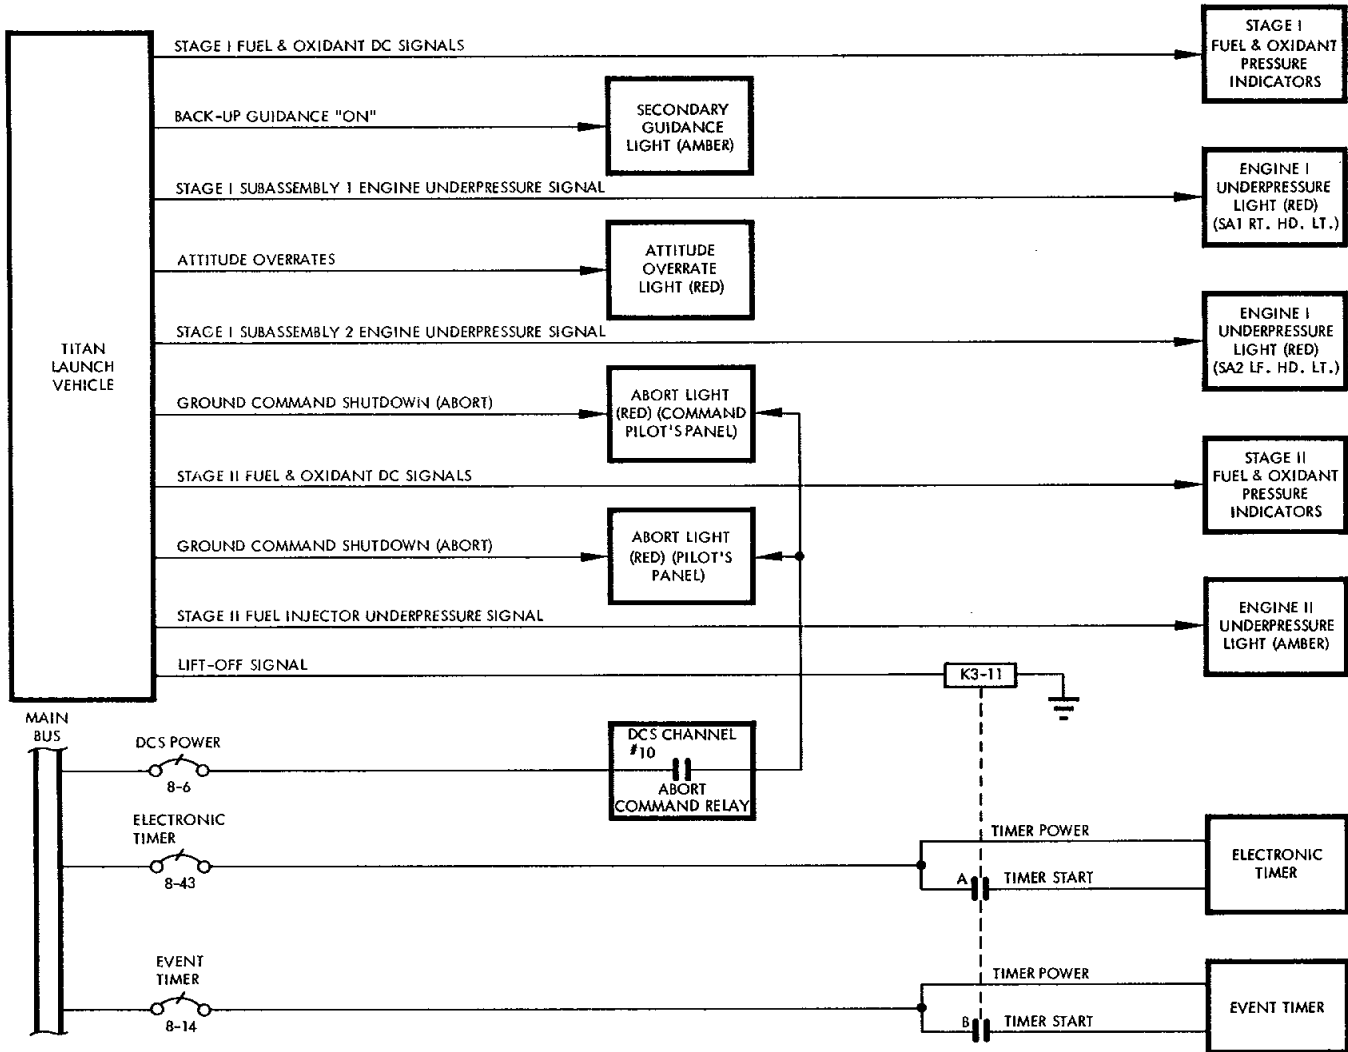 STAGE I FUEL & OXIDANT DC SIGNALS
STAGE I
FUEL & OXIDANT
PRESSURE
INDICATORS
BACK-UP GUIDANCE "ON"
SECONDARY
GUIDANCE
LIGHT (AMBER)
STAGE I SUBASSEMBLY 1 ENGINE UNDERPRESSURE SIGNAL
ENGINE I
UNDERPRESSURE
LIGHT (RED)
(SA1 RT. HD. LT.)
ATTITUDE OVERRATES
ATTITUDE
OVERRATE
LIGHT (RED)
STAGE I SUBASSEMBLY 2 ENGINE UNDERPRESSURE SIGNAL
ENGINE I
UNDERPRESSURE
LIGHT (RED)
(SA2 LF. HD. LT.)
TITAN
LAUNCH
VEHICLE
GROUND COMMAND SHUTDOWN (ABORT)
ABORT LIGHT
(RED) (COMMAND
PILOT'S PANEL)
STAGE II FUEL & OXIDANT DC SIGNALS
STAGE II
FUEL & OXIDANT
PRESSURE
INDICATORS
GROUND COMMAND SHUTDOWN (ABORT)
ABORT LIGHT
(RED) (PILOT'S
PANEL)
STAGE II FUEL INJECTOR UNDERPRESSURE SIGNAL
ENGINE II
UNDERPRESSURE
LIGHT (AMBER)
LIFT-OFF SIGNAL
K3-11
MAIN
BUS
DCS POWER
8-6
DCS CHANNEL
#10
ABORT
COMMAND RELAY
ELECTRONIC
TIMER
8-43
TIMER POWER
A
TIMER START
ELECTRONIC
TIMER
EVENT
TIMER
8-14
TIMER POWER
B
TIMER START
EVENT TIMER